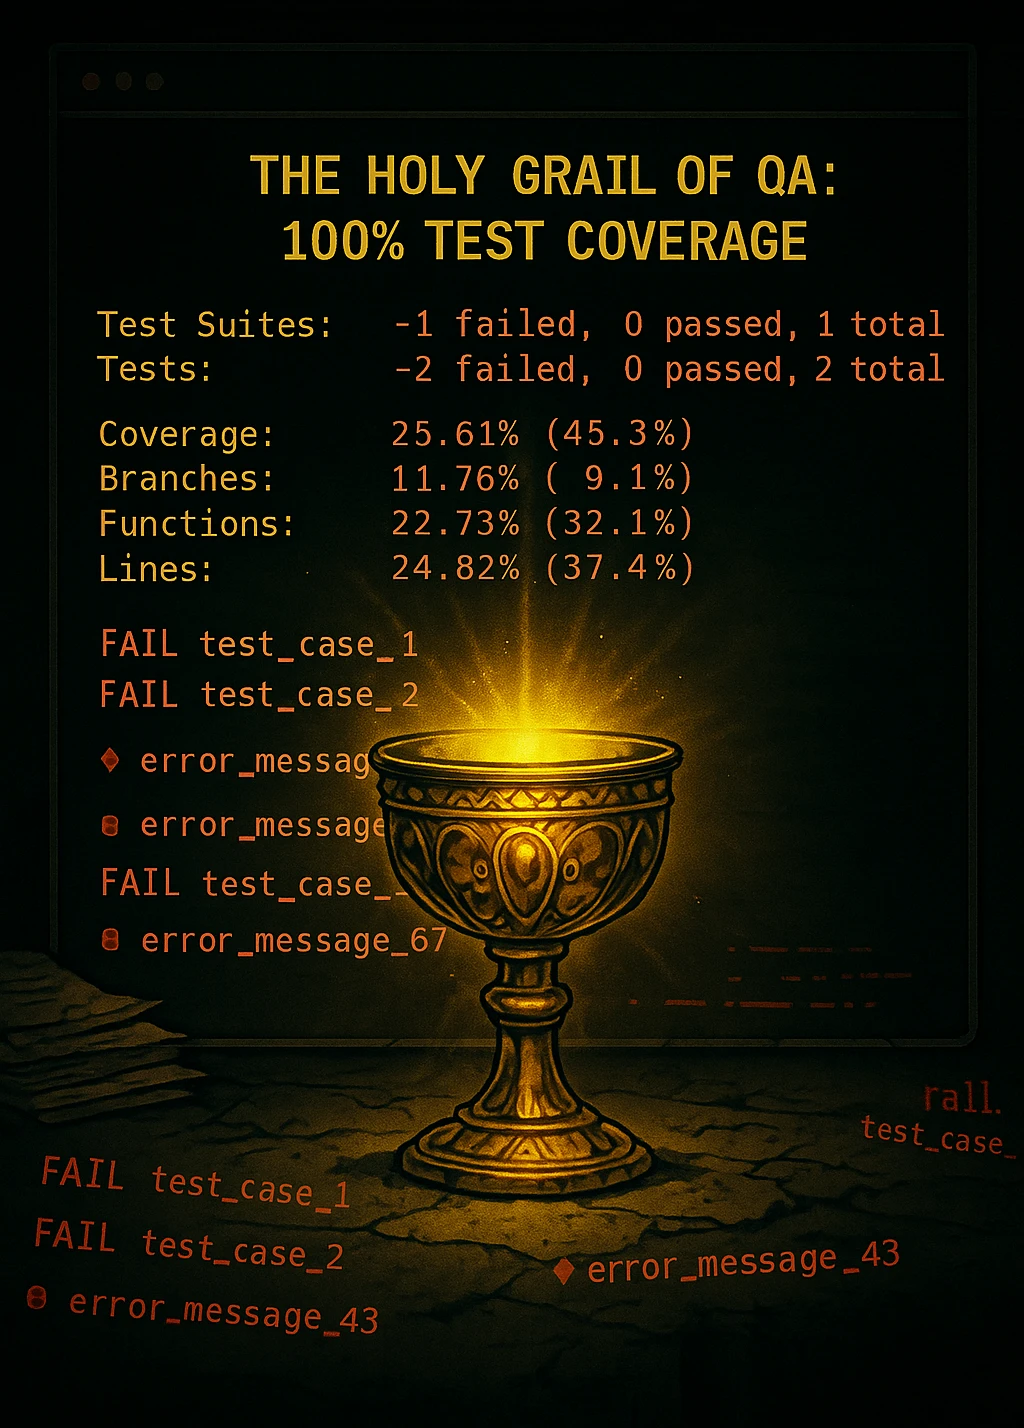 THE HOLY GRAIL OF QA:
100% TEST COVERAGE
Test Suites: -1 failed, 0 passed, 1 total
Tests: -2 failed, 0 passed, 2 total
Coverage: 25.61% (45.3%)
Branches: 11.76% ( 9.1%)
Functions: 22.73% (32.1%)
Lines: 24.82% (37.4%)
FAIL test_case_1
FAIL test_case_2
error_messag
error_message
FAIL test_case_
error_message_67
rall.
test_case_
FAIL test_case_1
FAIL test_case_2
error_message_43
error_message_43